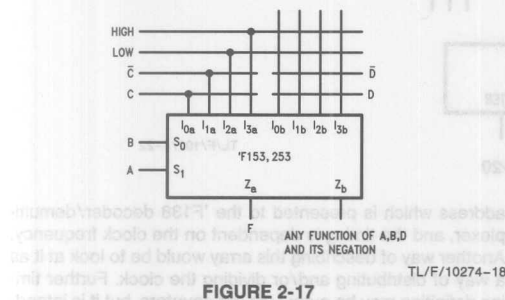 HIGH
LOW
C̄
C
D̄
D
I0a I1a I2a I3a I0b I1b I2b I3b
B S0
A S1
'F153, 253
Za Zb
F
ANY FUNCTION OF A,B,D
AND ITS NEGATION
TL/F/10274-18
FIGURE 2-17